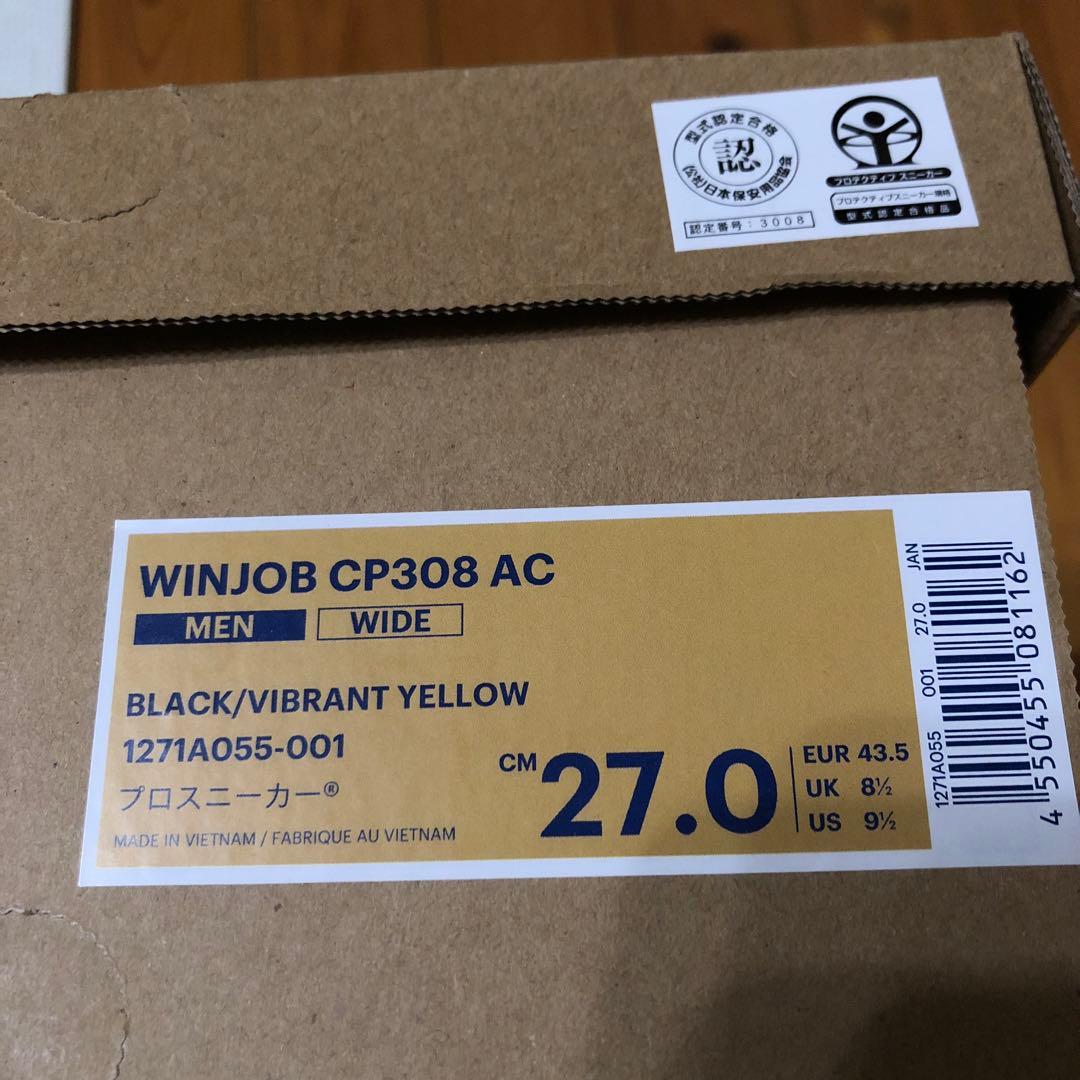 型式認定合格
認
(公社)日本保安用品協会
認定番号:3008
プロテクティブ スニーカー
プロテクティブスニーカー規格
型式認定合格品
WINJOB CP308 AC
MEN WIDE
BLACK/VIBRANT YELLOW
1271A055-001
プロスニーカー®
MADE IN VIETNAM / FABRIQUE AU VIETNAM
CM 27.0
EUR 43.5
UK 8½
US 9½
1271A055 001 27.0 JAN
4 550455 081162